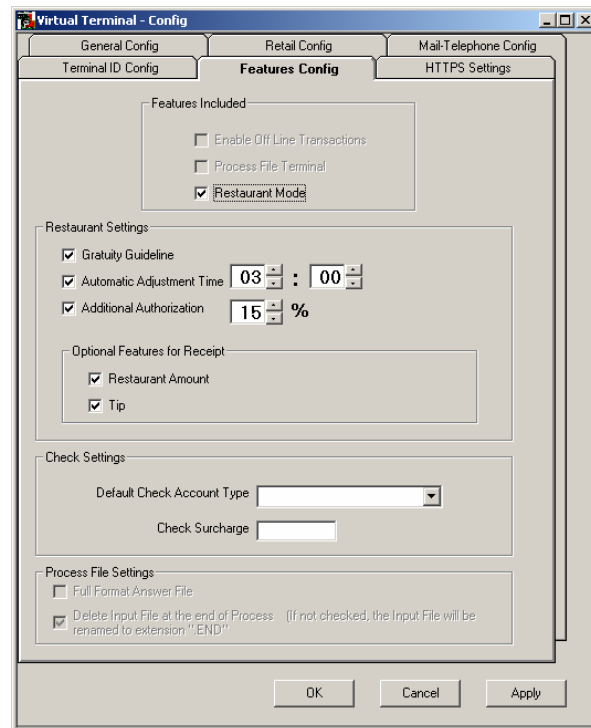 Virtual Terminal - Config
General Config
Retail Config
Mail-Telephone Config
Terminal ID Config
Features Config
HTTPS Settings
Features Included
Enable Off Line Transactions
Process File Terminal
Restaurant Mode
Restaurant Settings
Gratuity Guideline
Automatic Adjustment Time 03 : 00
Additional Authorization 15 %
Optional Features for Receipt
Restaurant Amount
Tip
Check Settings
Default Check Account Type
Check Surcharge
Process File Settings
Full Format Answer File
Delete Input File at the end of Process (If not checked, the Input File will be
renamed to extension ".END"
OK
Cancel
Apply